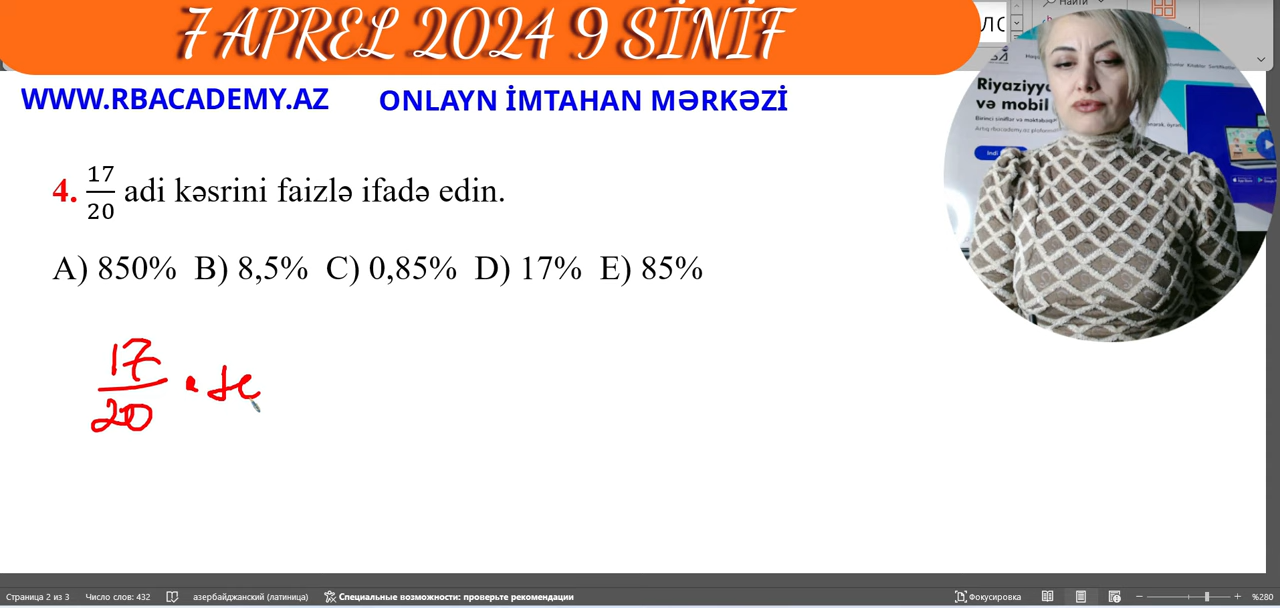 7 APREL 2024 9 SİNİF
Найти
WWW.RBACADEMY.AZ ONLAYN İMTAHAN MƏRKƏZİ
Riyaziyy
və mobil
4. 17/20 adi kəsrini faizlə ifadə edin.
A) 850% B) 8,5% C) 0,85% D) 17% E) 85%
17/20 ·
Страница 2 из 3 Число слов: 432 азербайджанский (латиница) Специальные возможности: проверьте рекомендации Фокусировка − + %280